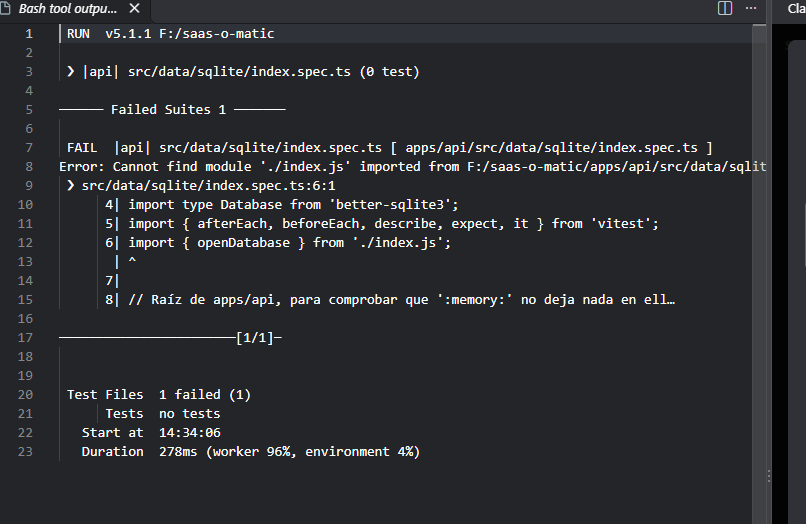 Bash tool outpu... ×
Cla
1 RUN v5.1.1 F:/saas-o-matic
2
3 ❯ |api| src/data/sqlite/index.spec.ts (0 test)
4
5 ────── Failed Suites 1 ───────
6
7 FAIL |api| src/data/sqlite/index.spec.ts [ apps/api/src/data/sqlite/index.spec.ts ]
8 Error: Cannot find module './index.js' imported from F:/saas-o-matic/apps/api/src/data/sqlit
9 ❯ src/data/sqlite/index.spec.ts:6:1
10 4| import type Database from 'better-sqlite3';
11 5| import { afterEach, beforeEach, describe, expect, it } from 'vitest';
12 6| import { openDatabase } from './index.js';
13 | ^
14 7|
15 8| // Raíz de apps/api, para comprobar que ':memory:' no deja nada en ell…
16
17 ────────────────────────[1/1]─
18
19
20 Test Files 1 failed (1)
21 Tests no tests
22 Start at 14:34:06
23 Duration 278ms (worker 96%, environment 4%)